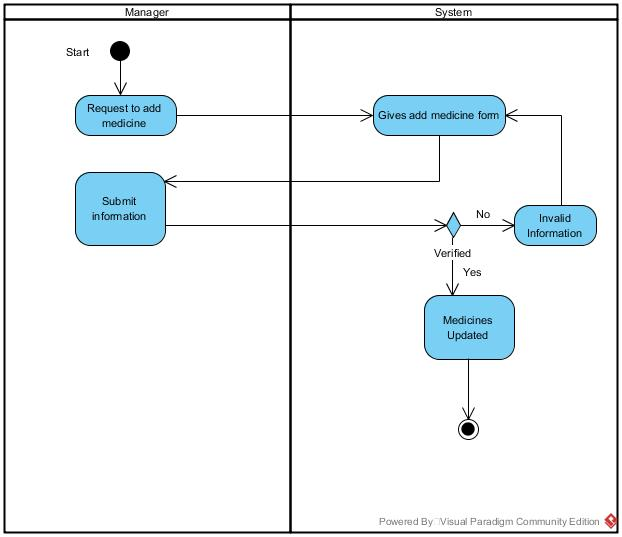 Manager
System
Start
Request to add
medicine
Gives add medicine form
Submit
information
No
Invalid
Information
Verified
Yes
Medicines
Updated
Powered By Visual Paradigm Community Edition